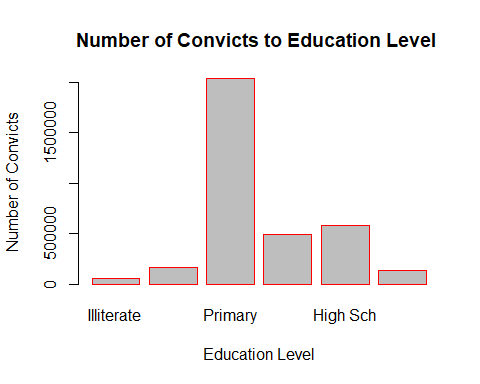 Number of Convicts to Education Level
Number of Convicts
1500000
500000
0
Illiterate
Primary
High Sch
Education Level